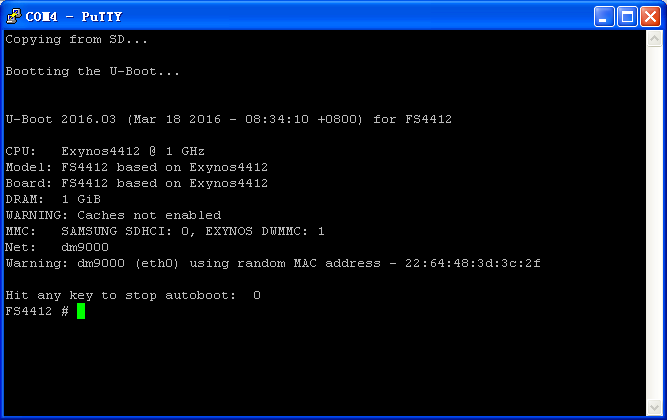 COM4 - PuTTY
Copying from SD...
Bootting the U-Boot...
U-Boot 2016.03 (Mar 18 2016 - 08:34:10 +0800) for FS4412
CPU:   Exynos4412 @ 1 GHz
Model: FS4412 based on Exynos4412
Board: FS4412 based on Exynos4412
DRAM:  1 GiB
WARNING: Caches not enabled
MMC:   SAMSUNG SDHCI: 0, EXYNOS DWMMC: 1
Net:   dm9000
Warning: dm9000 (eth0) using random MAC address - 22:64:48:3d:3c:2f
Hit any key to stop autoboot:  0
FS4412 #